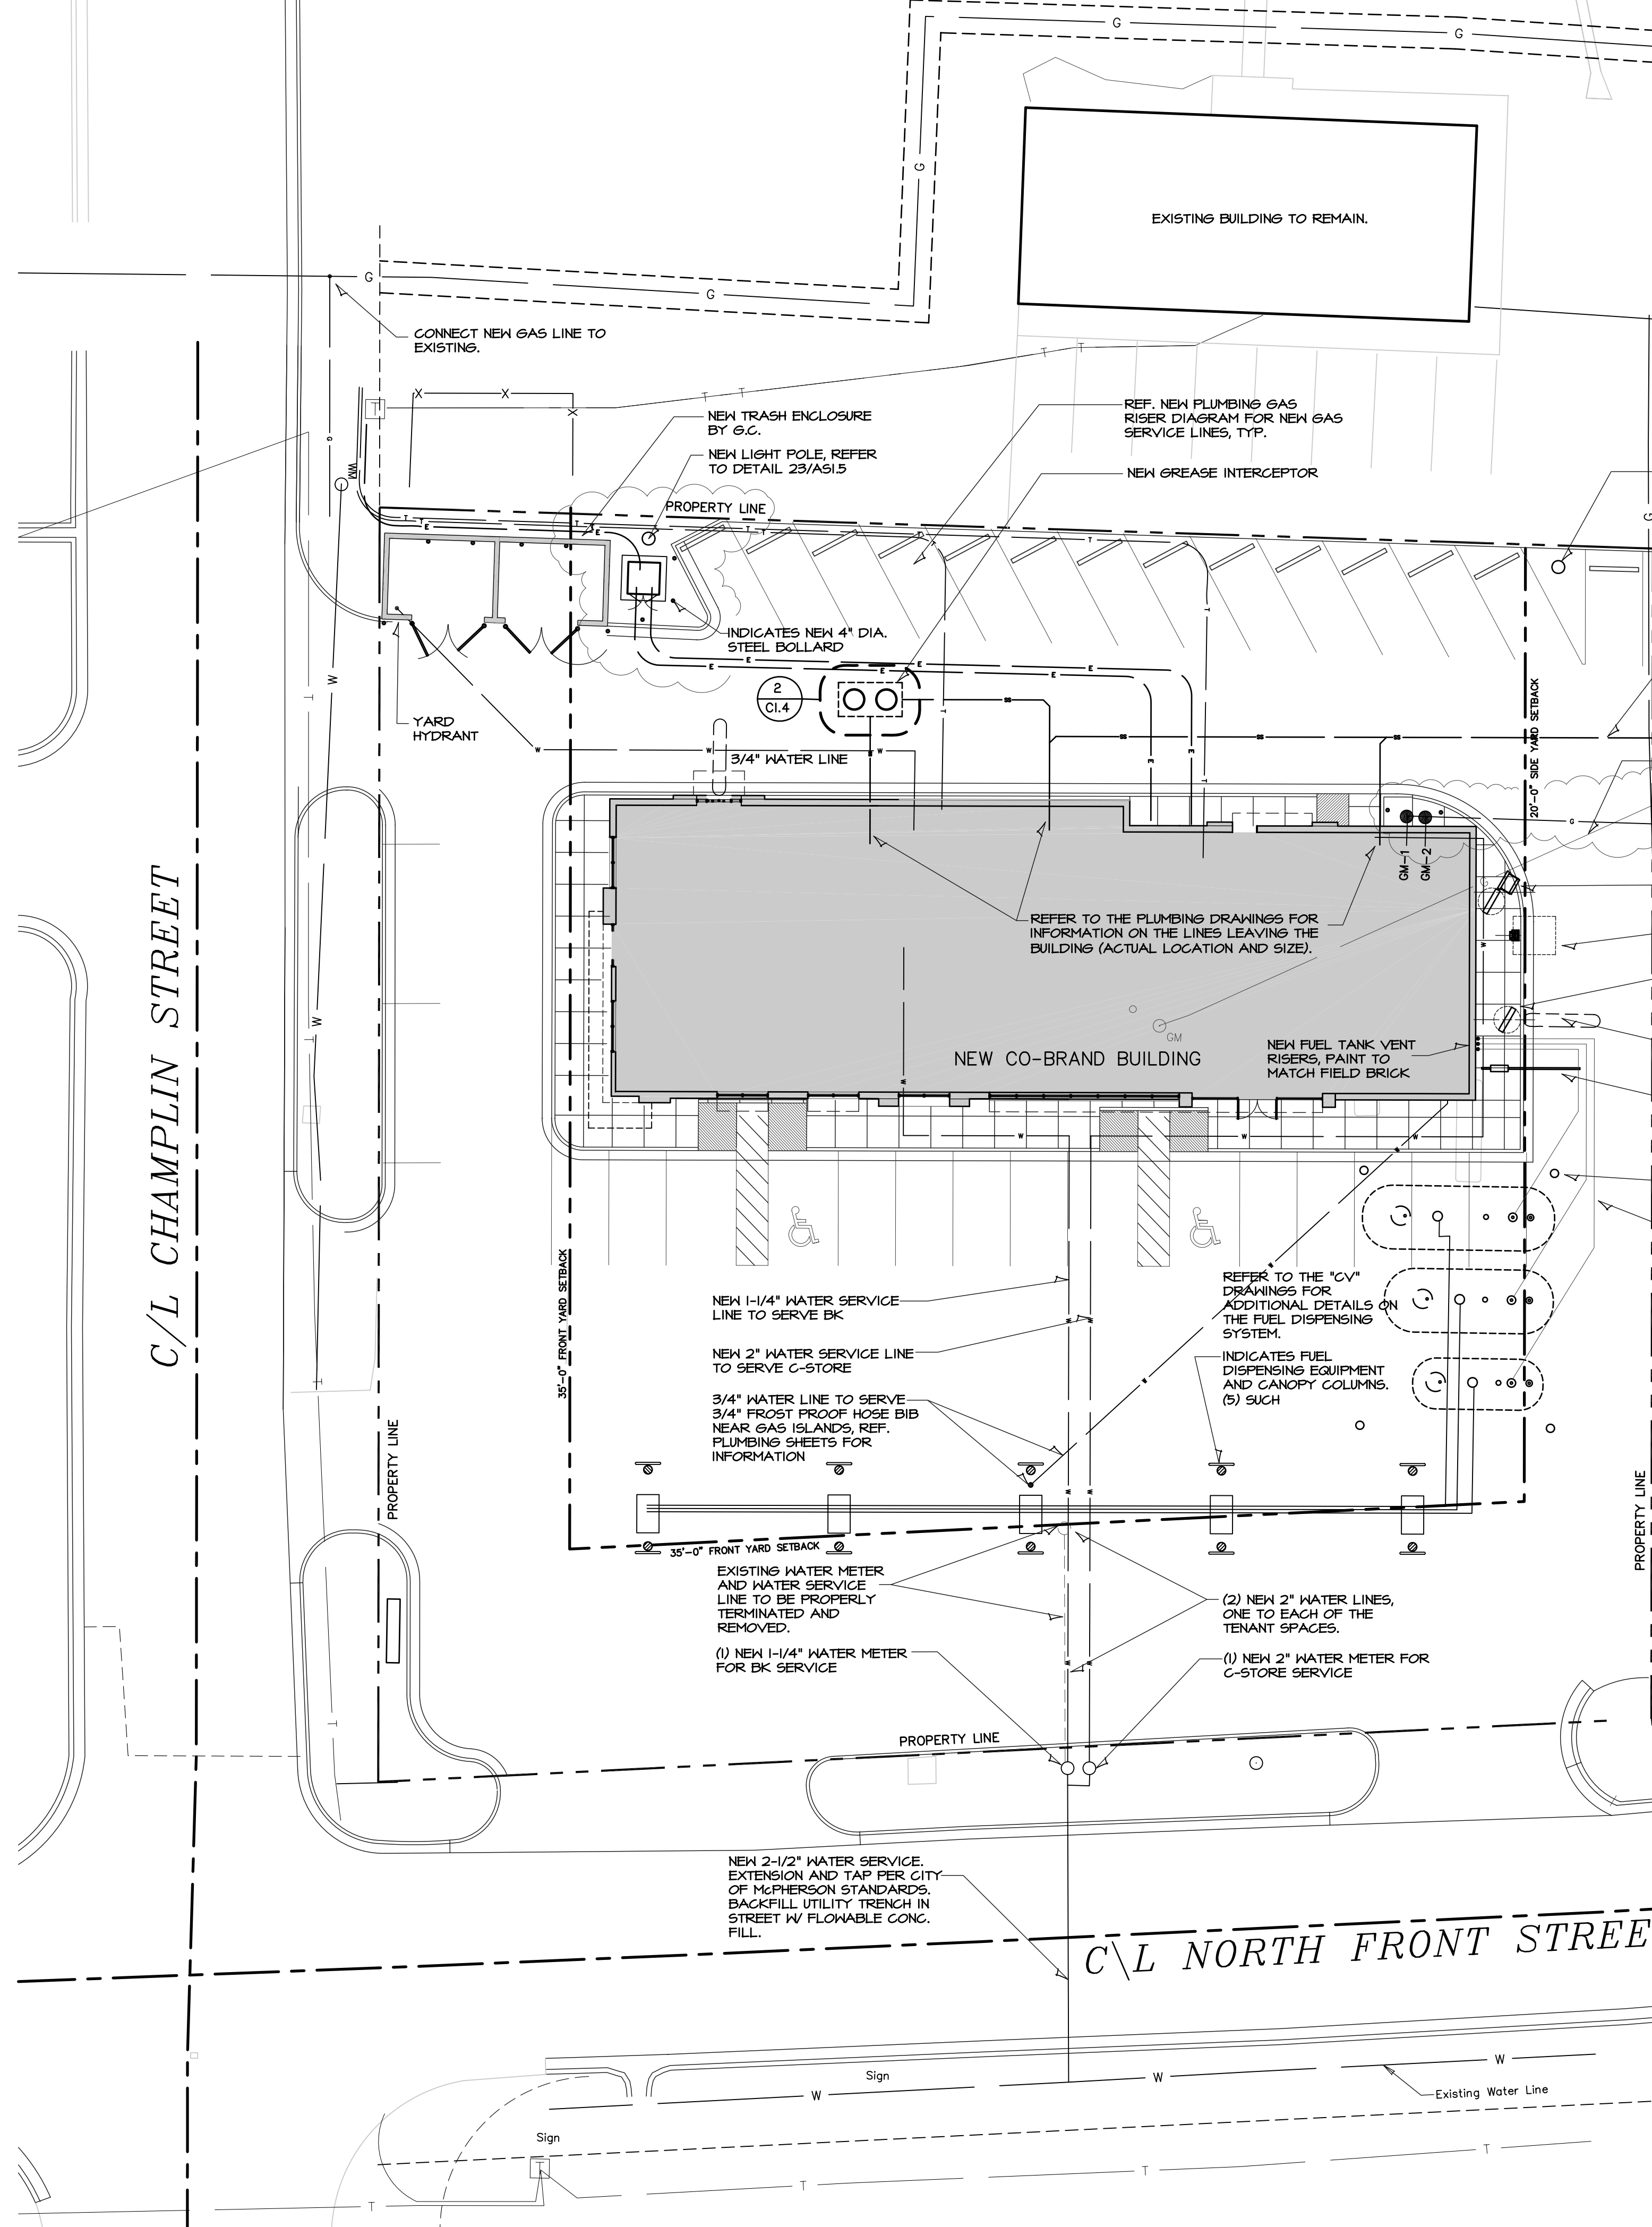 G
G
G
EXISTING BUILDING TO REMAIN.
G
G
CONNECT NEW GAS LINE TO
EXISTING.
T
T
T
T
T
X
X
X
NEW TRASH ENCLOSURE
BY G.C.
REF. NEW PLUMBING GAS
RISER DIAGRAM FOR NEW GAS
SERVICE LINES, TYP.
G
NEW LIGHT POLE, REFER
TO DETAIL 23/AS1.5
NEW GREASE INTERCEPTOR
WM
PROPERTY LINE
G
T
T
E
T
E
T
T
T
T
T
INDICATES NEW 4" DIA.
STEEL BOLLARD
E
E
E
E
E
E
W
T
2
C1.4
SS
T
YARD
HYDRANT
W
W
W
W
3/4" WATER LINE
SS
SS
SS
E
E
T
20'-0" SIDE YARD SETBACK
G
GM-1
GM-2
G
REFER TO THE PLUMBING DRAWINGS FOR
INFORMATION ON THE LINES LEAVING THE
BUILDING (ACTUAL LOCATION AND SIZE).
W
C/L CHAMPLIN STREET
W
T
GM
NEW CO-BRAND BUILDING
NEW FUEL TANK VENT
RISERS, PAINT TO
MATCH FIELD BRICK
W
W
W
W
W
35'-0" FRONT YARD SETBACK
REFER TO THE "CV"
DRAWINGS FOR
ADDITIONAL DETAILS ON
THE FUEL DISPENSING
SYSTEM.
NEW 1-1/4" WATER SERVICE
LINE TO SERVE BK
W
W
W
NEW 2" WATER SERVICE LINE
TO SERVE C-STORE
INDICATES FUEL
DISPENSING EQUIPMENT
AND CANOPY COLUMNS.
(5) SUCH
T
W
3/4" WATER LINE TO SERVE
3/4" FROST PROOF HOSE BIB
NEAR GAS ISLANDS, REF.
PLUMBING SHEETS FOR
INFORMATION
PROPERTY LINE
PROPERTY LINE
W
W
35'-0" FRONT YARD SETBACK
EXISTING WATER METER
AND WATER SERVICE
LINE TO BE PROPERLY
TERMINATED AND
REMOVED.
(2) NEW 2" WATER LINES,
ONE TO EACH OF THE
TENANT SPACES.
(1) NEW 1-1/4" WATER METER
FOR BK SERVICE
(1) NEW 2" WATER METER FOR
C-STORE SERVICE
W
W
T
PROPERTY LINE
NEW 2-1/2" WATER SERVICE.
EXTENSION AND TAP PER CITY
OF McPHERSON STANDARDS.
BACKFILL UTILITY TRENCH IN
STREET W/ FLOWABLE CONC.
FILL.
C\L NORTH FRONT STREE
Sign
W
W
W
Existing Water Line
Sign
T
T
T
T
T